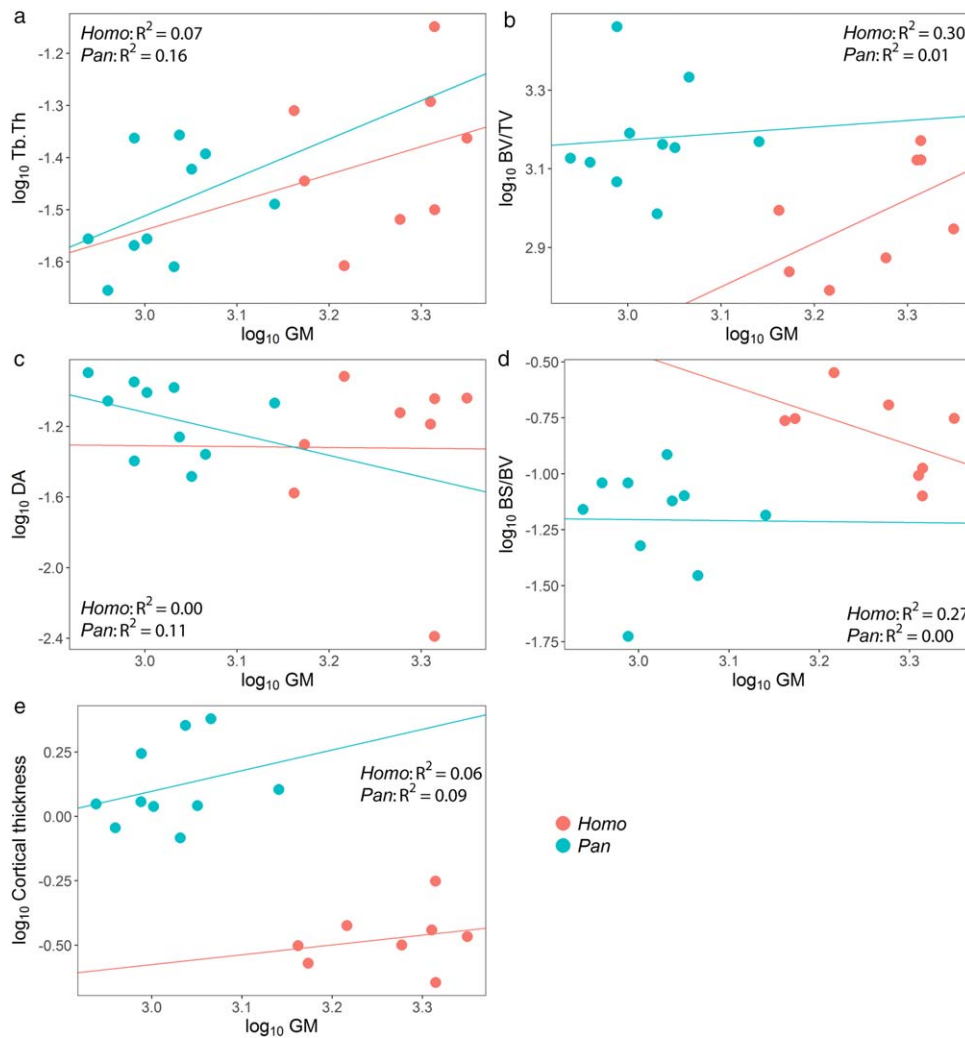 a
Homo: R² = 0.07
Pan: R² = 0.16
-1.2
-1.3
-1.4
-1.5
-1.6
log₁₀ Tb.Th
3.0 3.1 3.2 3.3
log₁₀ GM
b
Homo: R² = 0.30
Pan: R² = 0.01
3.3
3.1
2.9
log₁₀ BV/TV
3.0 3.1 3.2 3.3
log₁₀ GM
c
-1.2
-1.6
-2.0
-2.4
log₁₀ DA
Homo: R² = 0.00
Pan: R² = 0.11
3.0 3.1 3.2 3.3
log₁₀ GM
d
-0.50
-0.75
-1.00
-1.25
-1.50
-1.75
log₁₀ BS/BV
Homo: R² = 0.27
Pan: R² = 0.00
3.0 3.1 3.2 3.3
log₁₀ GM
e
0.25
0.00
-0.25
-0.50
log₁₀ Cortical thickness
Homo: R² = 0.06
Pan: R² = 0.09
3.0 3.1 3.2 3.3
log₁₀ GM
Homo
Pan